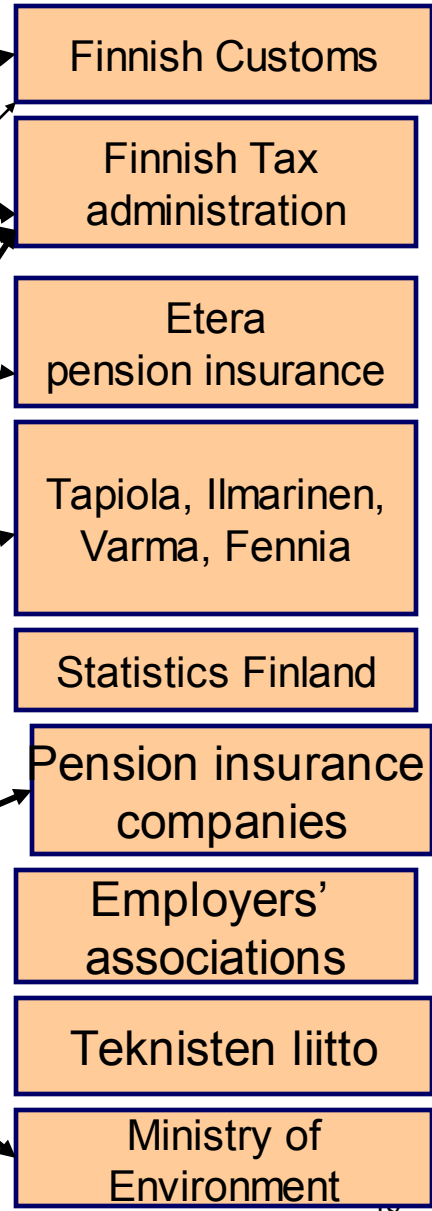 Finnish Customs
Finnish Tax
administration
Etera
pension insurance
Tapiola, Ilmarinen,
Varma, Fennia
Statistics Finland
Pension insurance
companies
Employers’
associations
Teknisten liitto
Ministry of
Environment